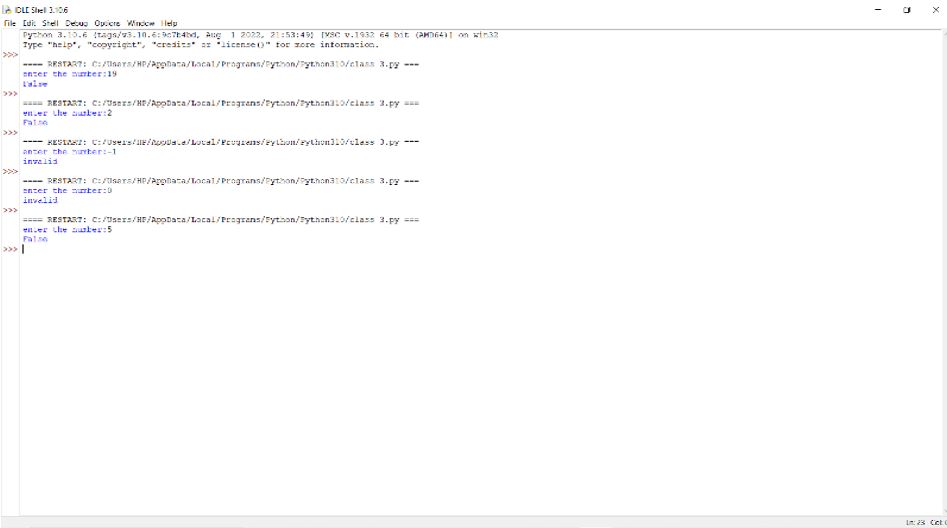 IDLE Shell 3.10.6
File Edit Shell Debug Options Window Help
Python 3.10.6 (tags/v3.10.6:9c7b4bd, Aug 1 2022, 21:53:49) [MSC v.1932 64 bit (AMD64)] on win32
Type "help", "copyright", "credits" or "license()" for more information.
>>>
==== RESTART: C:/Users/HP/AppData/Local/Programs/Python/Python310/class 3.py ===
enter the number:19
False
>>>
==== RESTART: C:/Users/HP/AppData/Local/Programs/Python/Python310/class 3.py ===
enter the number:2
False
>>>
==== RESTART: C:/Users/HP/AppData/Local/Programs/Python/Python310/class 3.py ===
enter the number:-1
invalid
>>>
==== RESTART: C:/Users/HP/AppData/Local/Programs/Python/Python310/class 3.py ===
enter the number:0
invalid
>>>
==== RESTART: C:/Users/HP/AppData/Local/Programs/Python/Python310/class 3.py ===
enter the number:5
False
>>>
Ln: 23 Col: